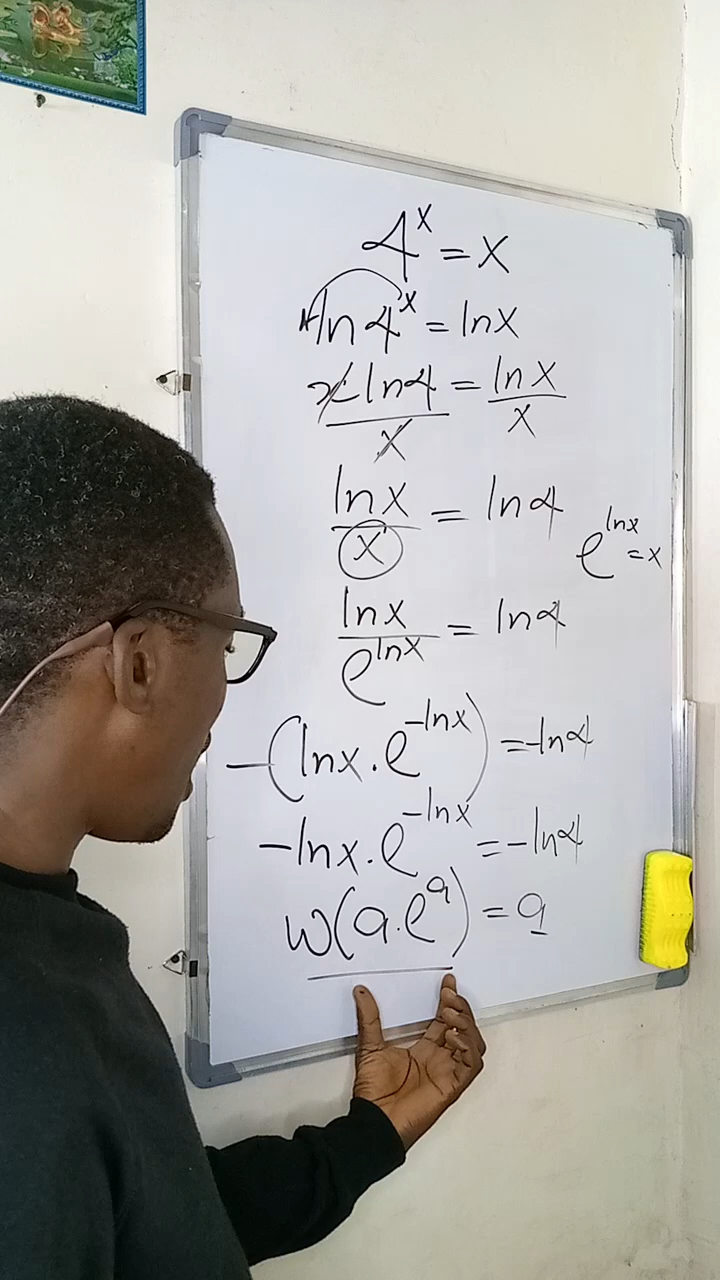 4^x = x
ln 4^x = ln x
x ln 4 / x = ln x / x
ln x / x = ln 4
e^{ln x} = x
ln x / e^{ln x} = ln 4
-(ln x . e^{-ln x}) = -ln 4
-ln x . e^{-ln x} = -ln 4
w(a.e^a) = a